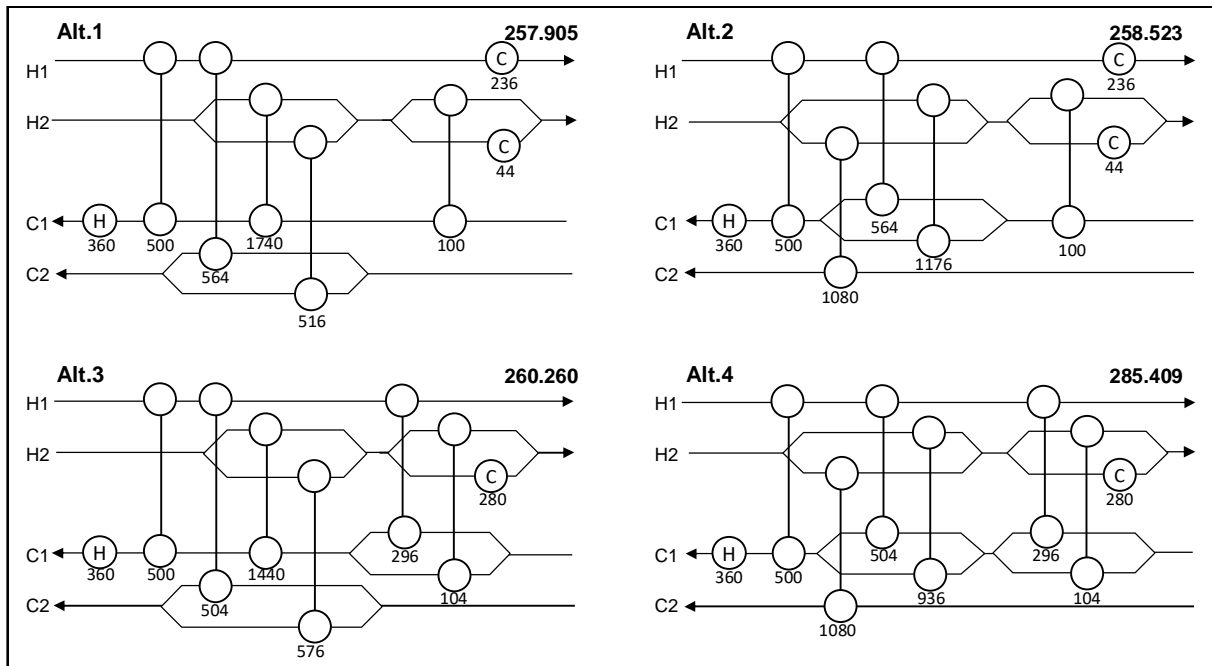 Alt.1 257.905
H1 C
236
H2
C
44
C1 H
360 500 1740 100
564
C2
516
Alt.2 258.523
H1 C
236
H2
C
44
C1 H
360 500 564 100
1176
C2
1080
Alt.3 260.260
H1
H2
C
280
C1 H
296
360 500 1440 104
504
C2
576
Alt.4 285.409
H1
H2
C
280
C1 H
504 296
360 500 936 104
C2
1080